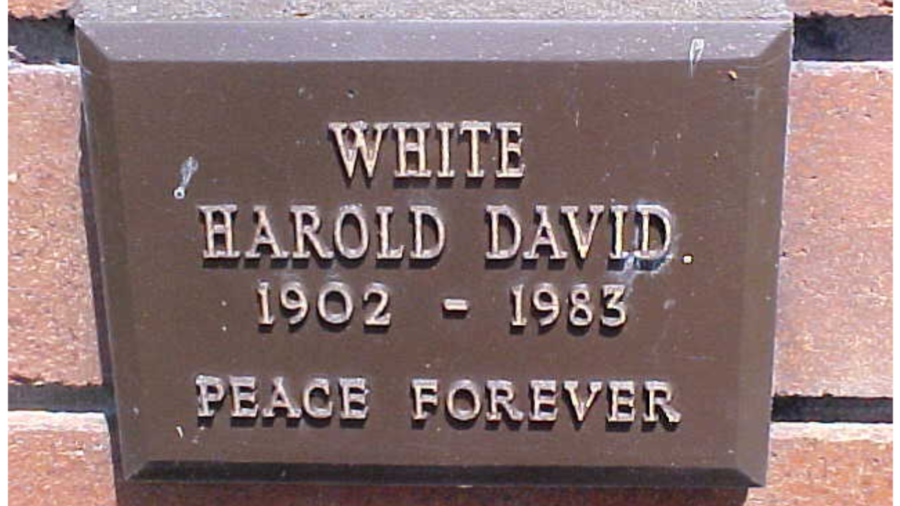 WHITE
HAROLD DAVID.
1902 - 1983
PEACE FOREVER